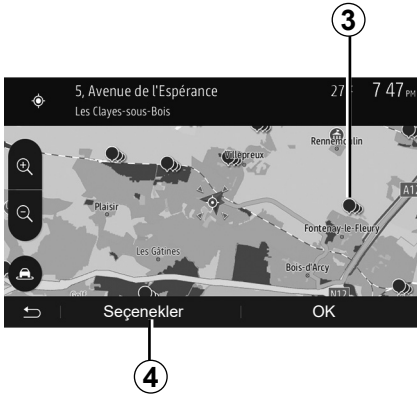 3
5, Avenue de l'Espérance
27°
7 47 PM
Les Clayes-sous-Bois
Rennemoulin
Villepreux
A12
Plaisir
Fontenay-le-Fleury
Les Gâtines
Bois-d'Arcy
N12
Golf
Seçenekler
OK
4